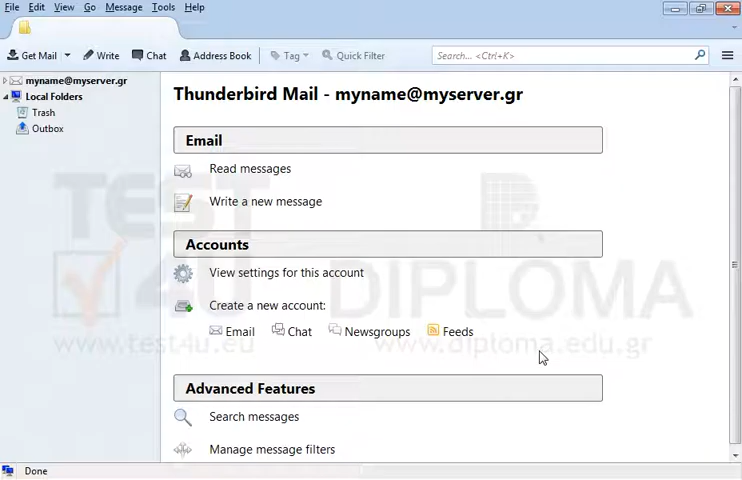 File Edit View Go Message Tools Help
Get Mail Write Chat Address Book Tag Quick Filter Search... <Ctrl+K>
myname@myserver.gr
Local Folders
Trash
Outbox
Thunderbird Mail - myname@myserver.gr
Email
Read messages
Write a new message
Accounts
View settings for this account
Create a new account:
Email Chat Newsgroups Feeds
Advanced Features
Search messages
Manage message filters
TEST 4U DIPLOMA
www.test4u.eu www.diploma.edu.gr
Done